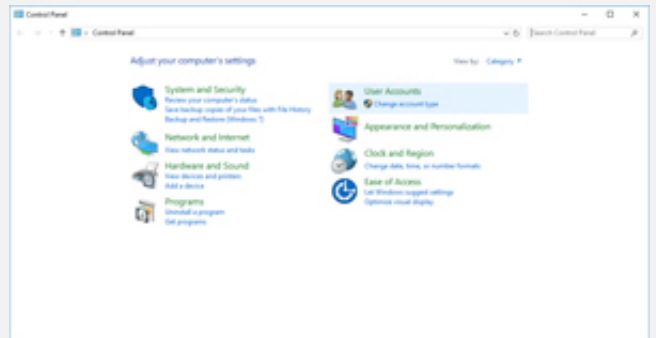 Control Panel
Control Panel
Search Control Panel
Adjust your computer's settings
View by: Category
System and Security
Review your computer's status
Save backup copies of your files with File History
Backup and Restore (Windows 7)
Network and Internet
View network status and tasks
Hardware and Sound
View devices and printers
Add a device
Programs
Uninstall a program
Get programs
User Accounts
Change account type
Appearance and Personalization
Clock and Region
Change date, time, or number formats
Ease of Access
Let Windows suggest settings
Optimize visual display